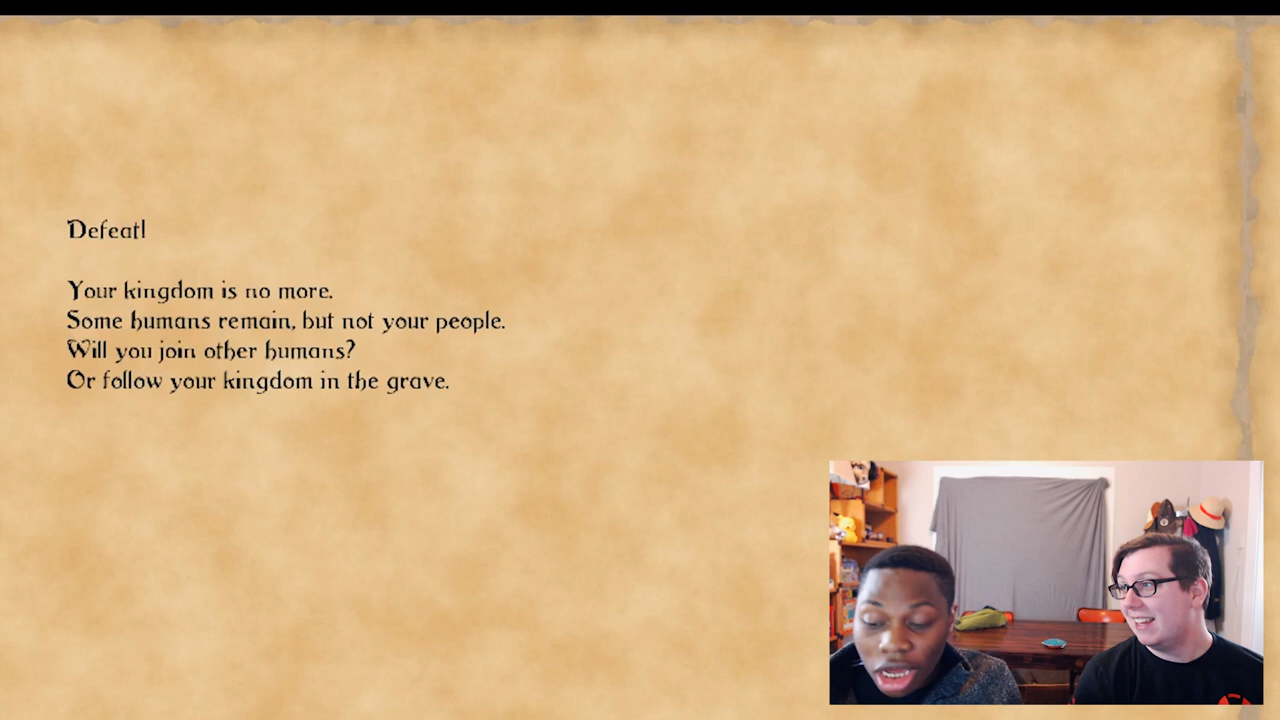 Defeat!
Your kingdom is no more.
Some humans remain, but not your people.
Will you join other humans?
Or follow your kingdom in the grave.